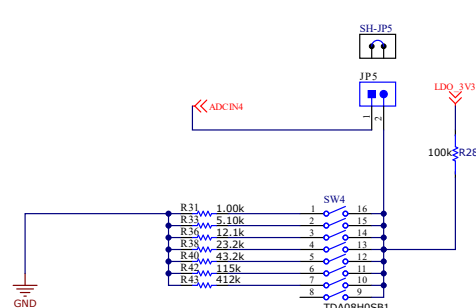 SH-JP5
JP5
LDO_3V3
ADCIN4
1
2
100k R28
SW4
R31 1.00k 1 16
R33 5.10k 2 15
R36 12.1k 3 14
R38 23.2k 4 13
R40 43.2k 5 12
R42 115k 6 11
R43 412k 7 10
8 9
TDA08H0SB1
GND